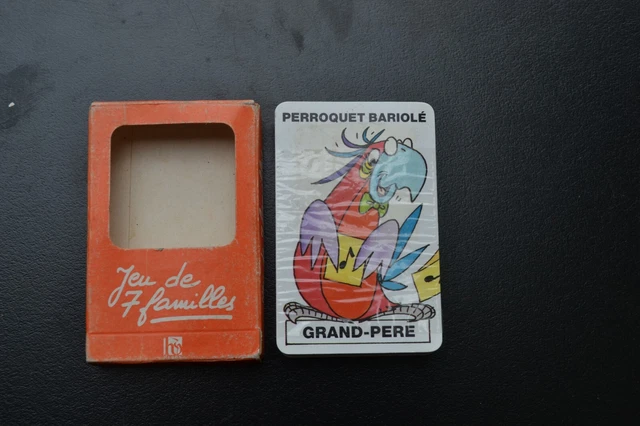 Jeu de
7 familles
PERROQUET BARIOLÉ
GRAND-PERE